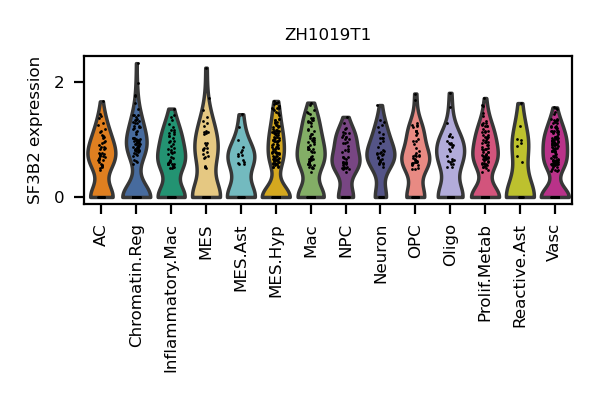 ZH1019T1
SF3B2 expression
2
0
AC
Chromatin.Reg
Inflammatory.Mac
MES
MES.Ast
MES.Hyp
Mac
NPC
Neuron
OPC
Oligo
Prolif.Metab
Reactive.Ast
Vasc